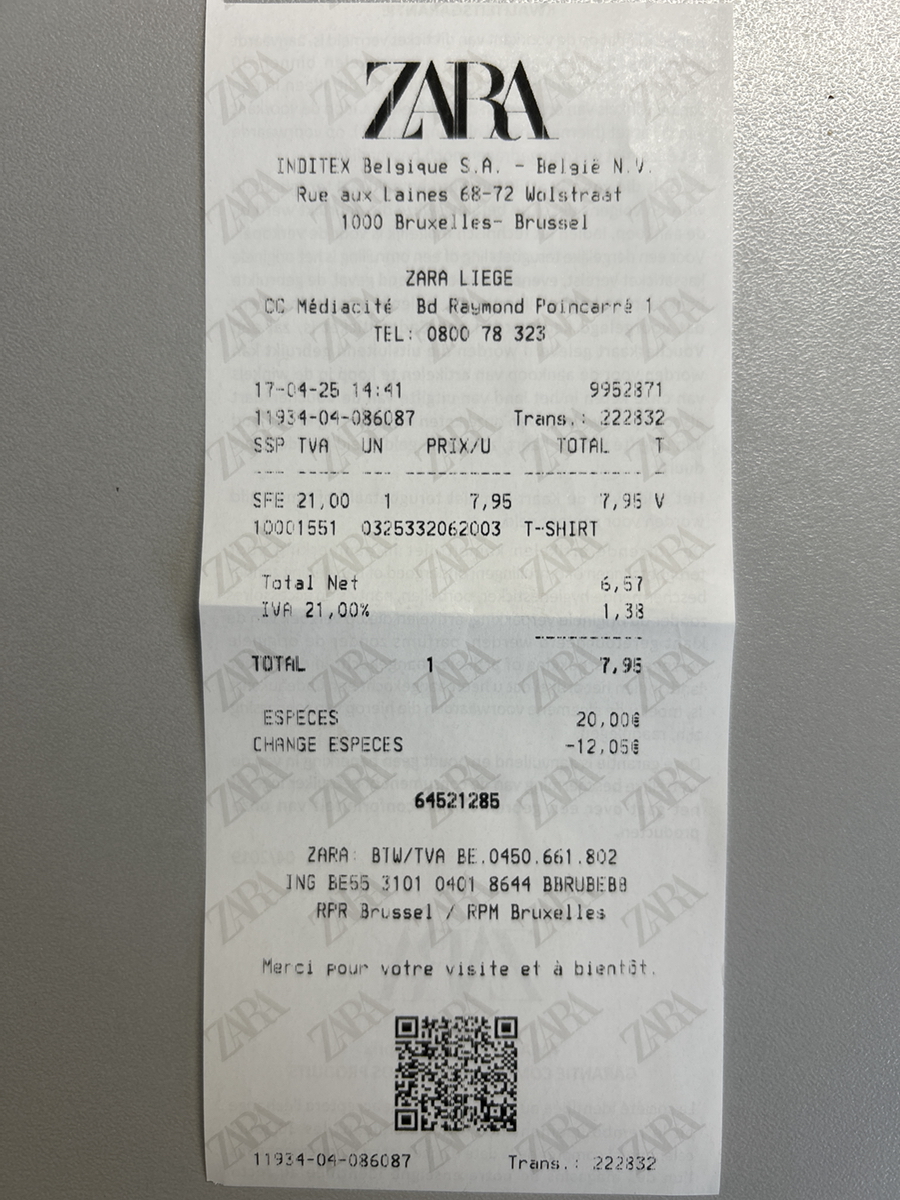 ZARA
INDITEX Belgique S.A. - België N.V.
Rue aux Laines 68-72 Wolstraat
1000 Bruxelles- Brussel
ZARA LIEGE
CC Médiacité Bd Raymond Poincarré 1
TEL: 0800 78 323
17-04-25 14:41 9952871
11934-04-086087 Trans.: 222832
SSP TVA UN PRIX/U TOTAL T
SFE 21,00 1 7,95 7,95 V
10001551 0325332062003 T-SHIRT
Total Net 6,57
IVA 21,00% 1,38
TOTAL 1 7,95
ESPECES 20,00€
CHANGE ESPECES -12,05€
64521285
ZARA: BTW/TVA BE.0450.661.802
ING BE55 3101 0401 8644 BBRUBEBB
RPR Brussel / RPM Bruxelles
Merci pour votre visite et à bientôt.
11934-04-086087 Trans.: 222832